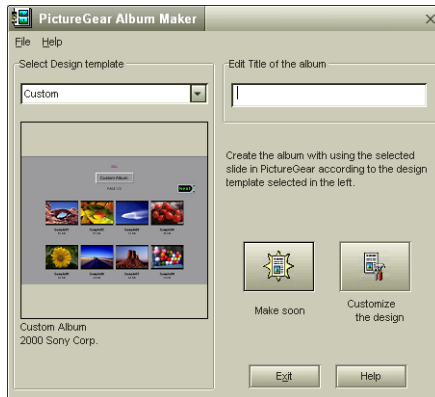 PictureGear Album Maker
File Help
Select Design template
Custom
Edit Title of the album
Custom Album
Next
Create the album with using the selected
slide in PictureGear according to the design
template selected in the left.
Make soon
Customize
the design
Custom Album
2000 Sony Corp.
Exit
Help